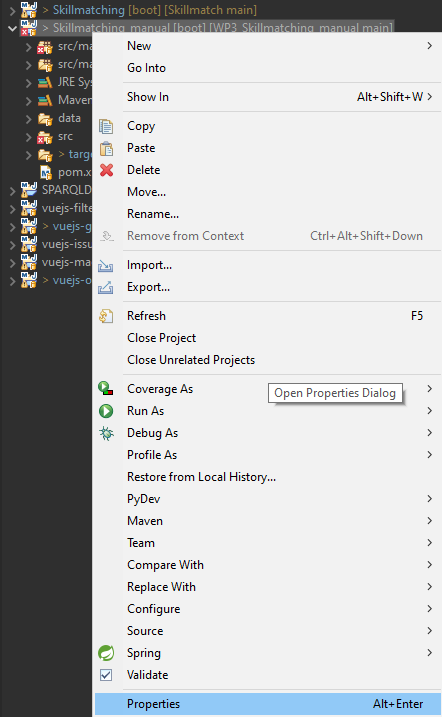 > Skillmatching [boot] [Skillmatch main]
> Skillmatching_manual [boot] [WP3_Skillmatching_manual main]
New
src/ma
Go Into
src/ma
JRE Sys
Show In Alt+Shift+W >
Maven
data
Copy
src
Paste
> targe
Delete
pom.x
Move...
SPARQLD
Rename...
vuejs-filte
> vuejs-g
Remove from Context Ctrl+Alt+Shift+Down
vuejs-issu
vuejs-ma
Import...
> vuejs-o
Export...
Refresh F5
Close Project
Close Unrelated Projects
Coverage As
Open Properties Dialog
Run As
Debug As
Profile As
Restore from Local History...
PyDev
Maven
Team
Compare With
Replace With
Configure
Source
Spring
Validate
Properties Alt+Enter